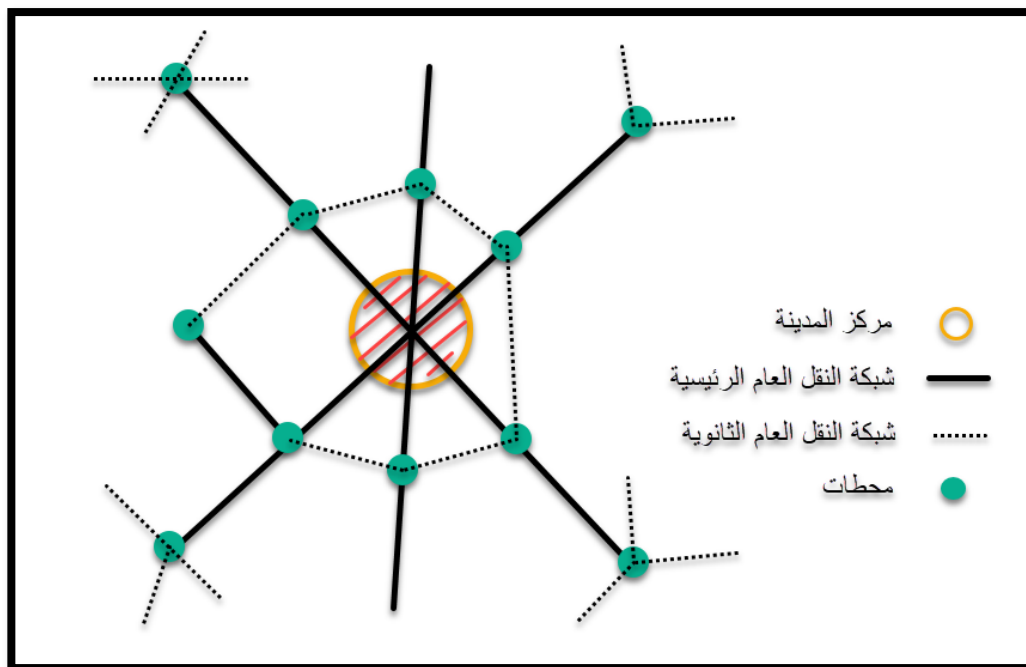 مركز المدينة
شبكة النقل العام الرئيسية
شبكة النقل العام الثانوية
محطات